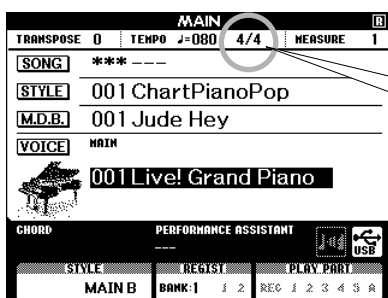 MAIN R
TRANSPOSE 0 TEMPO ♩=080 4/4 MEASURE 1
SONG *** ---
STYLE 001 ChartPianoPop
M.D.B. 001 Jude Hey
VOICE MAIN
001 Live! Grand Piano
CHORD PERFORMANCE ASSISTANT
---
USB
STYLE REGIST PLAY PART
MAIN B BANK:1 1 2 REC 1 2 3 4 5 A